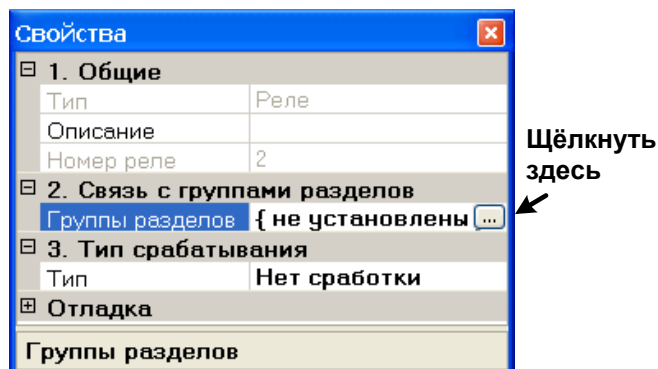 Свойства
1. Общие
Тип Реле
Описание
Номер реле 2
Щёлкнуть
здесь
2. Связь с группами разделов
Группы разделов { не установлены ...
3. Тип срабатывания
Тип Нет сработки
Отладка
Группы разделов